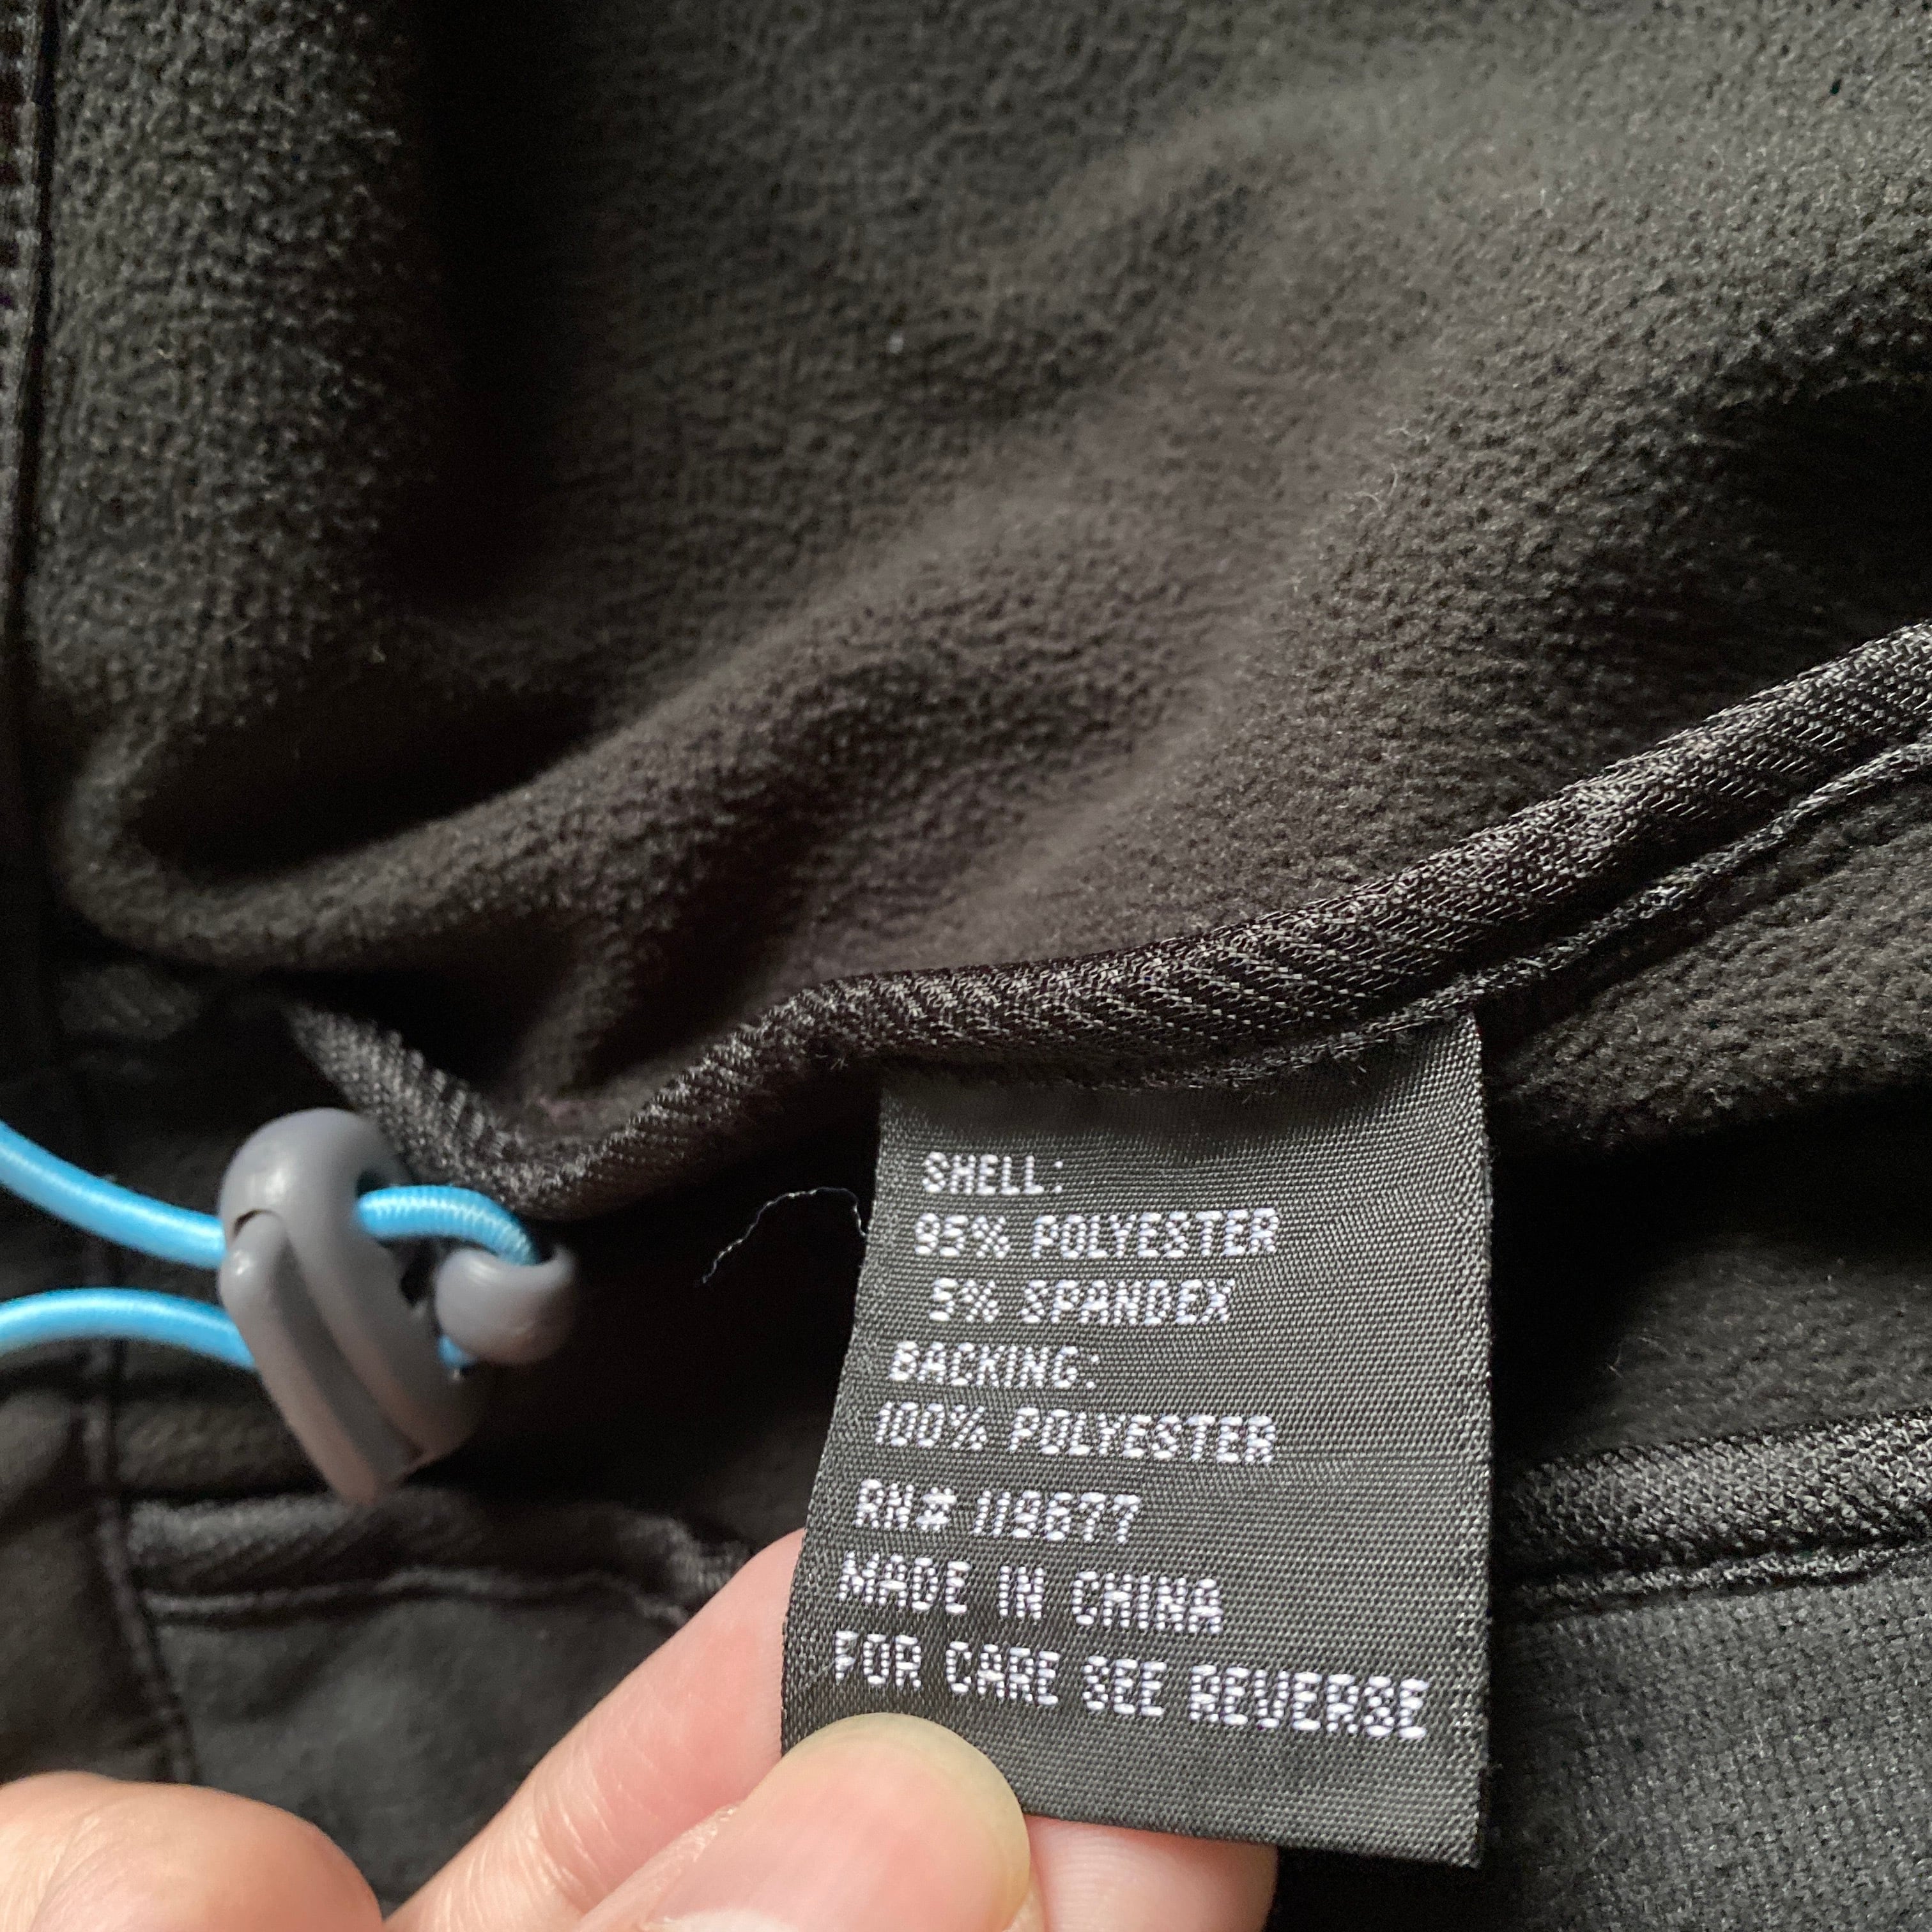 SHELL:
95% POLYESTER
5% SPANDEX
BACKING:
100% POLYESTER
RN# 119677
MADE IN CHINA
FOR CARE SEE REVERSE